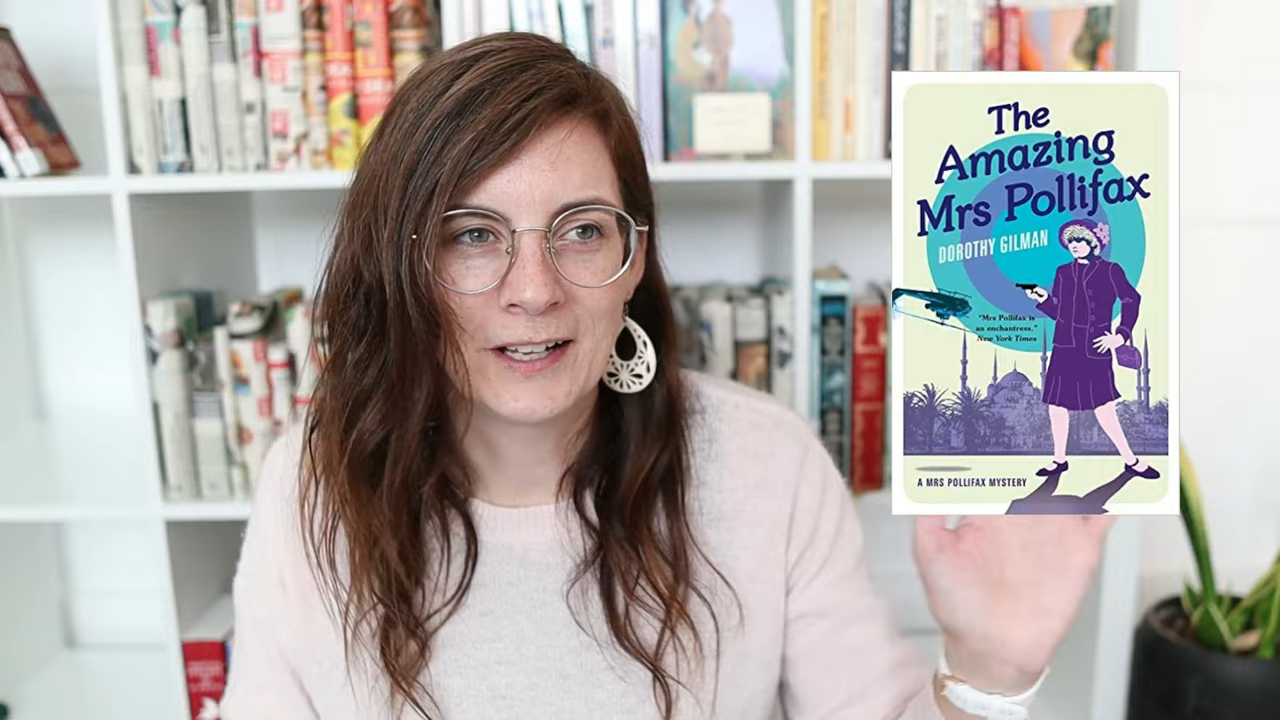 The
Amazing
Mrs Pollifax
DOROTHY GILMAN
"Mrs Pollifax is
an enchantress."
New York Times
A MRS POLLIFAX MYSTERY